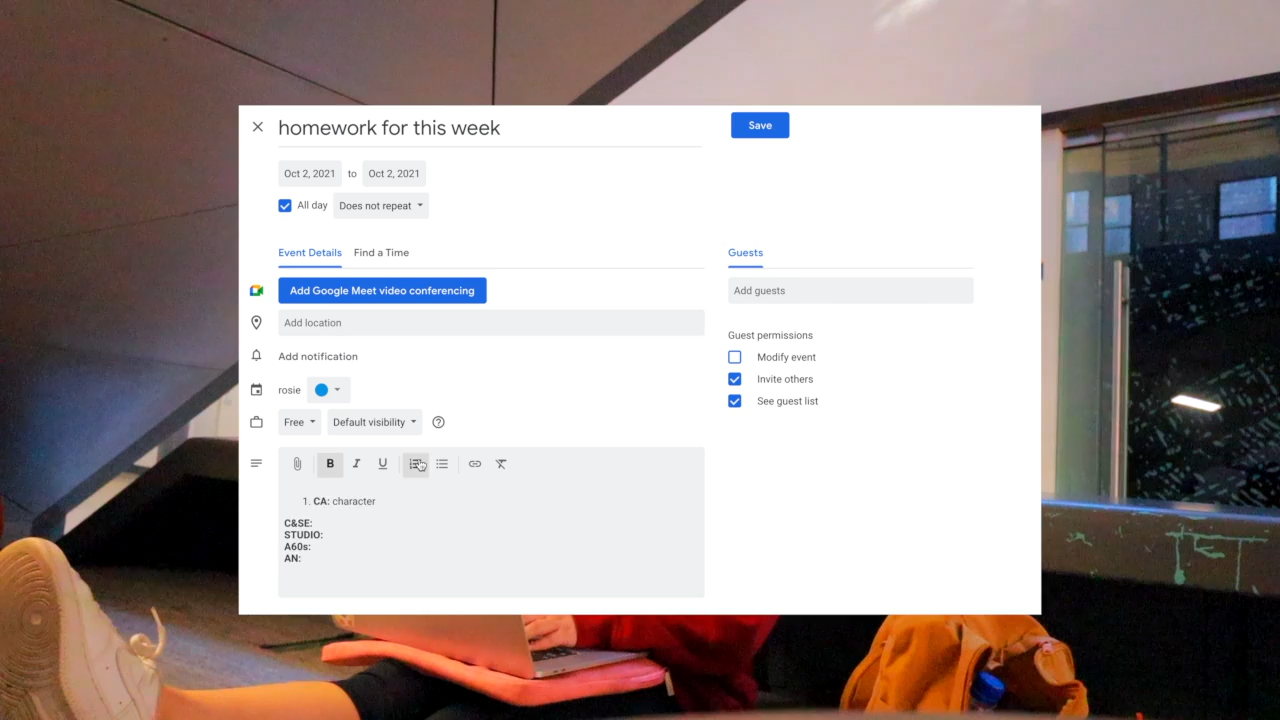 homework for this week
Save
Oct 2, 2021 to Oct 2, 2021
All day Does not repeat
Event Details Find a Time
Guests
Add Google Meet video conferencing
Add guests
Add location
Guest permissions
Add notification
Modify event
Invite others
rosie
See guest list
Free Default visibility
B I U
1. CA: character
C&SE:
STUDIO:
A60s:
AN: